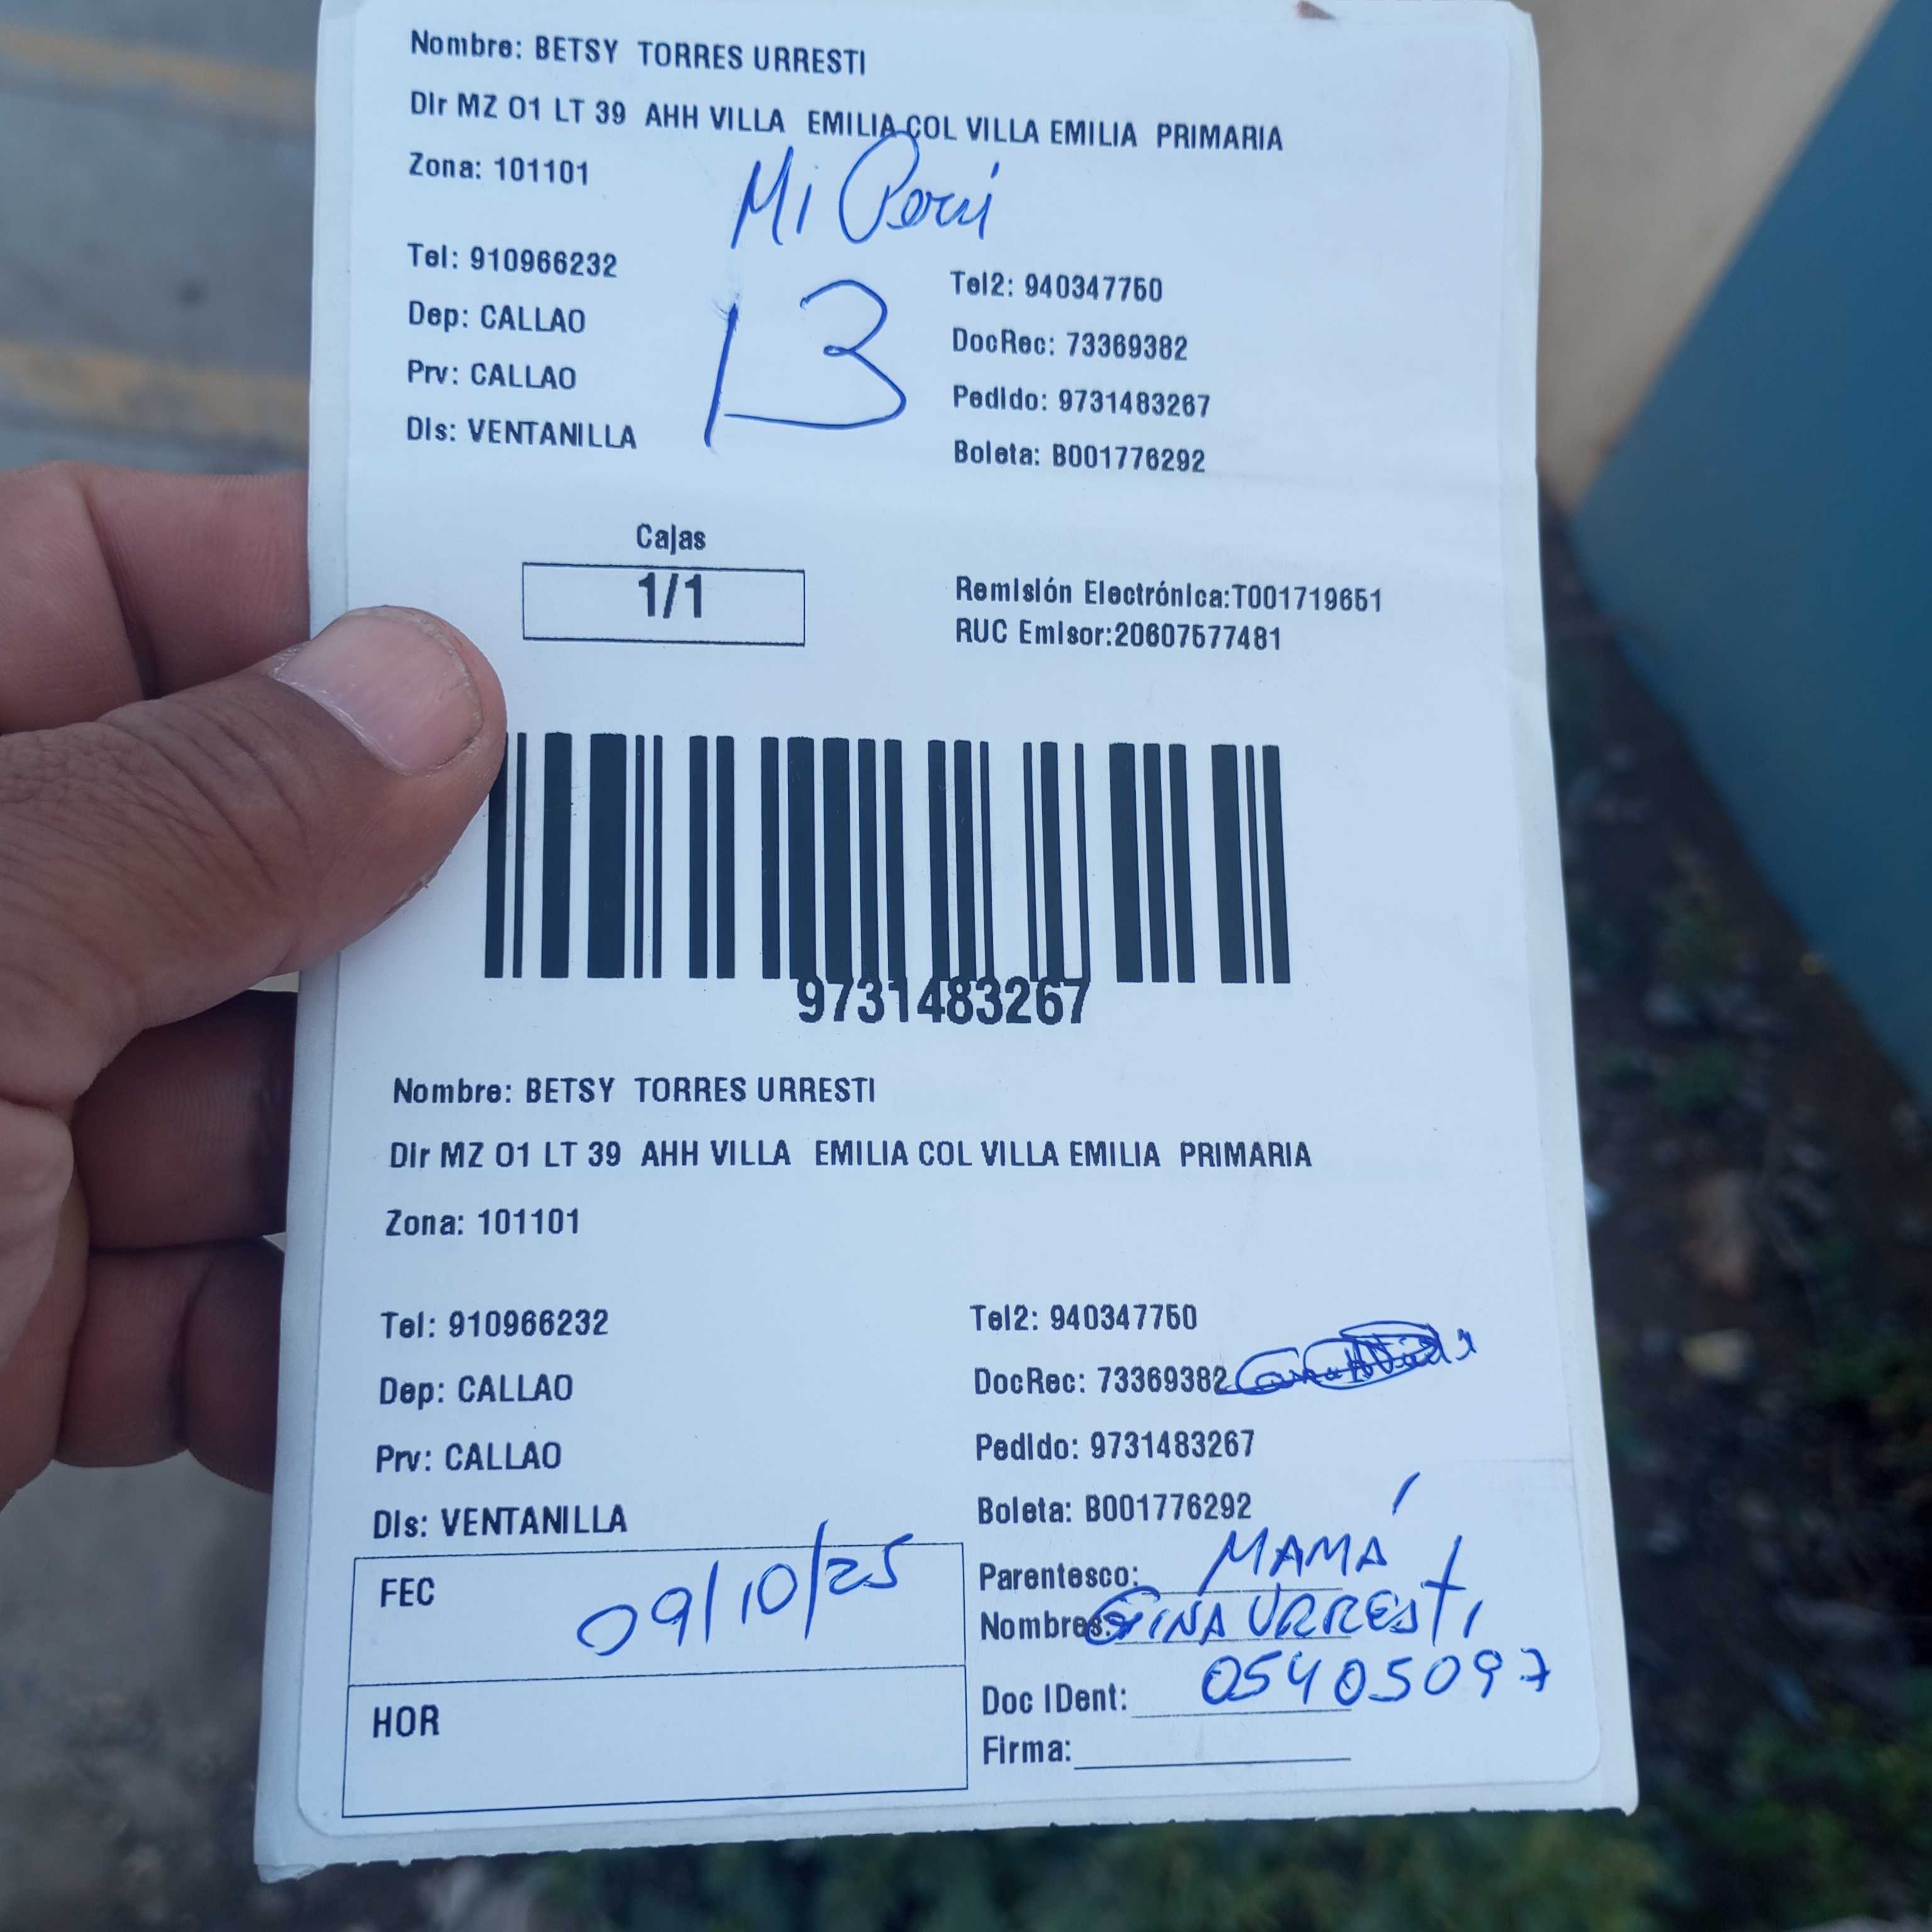 Nombre: BETSY TORRES URRESTI
Dir MZ O1 LT 39 AHH VILLA EMILIA COL VILLA EMILIA PRIMARIA
Zona: 101101
Mi Perú
13
Tel: 910966232
Tel2: 940347750
Dep: CALLAO
DocRec: 73369382
Prv: CALLAO
Pedido: 9731483267
Dis: VENTANILLA
Boleta: B001776292
Cajas
1/1
Remisión Electrónica:T001719651
RUC Emisor:20607577481
9731483267
Nombre: BETSY TORRES URRESTI
Dir MZ O1 LT 39 AHH VILLA EMILIA COL VILLA EMILIA PRIMARIA
Zona: 101101
Tel: 910966232
Tel2: 940347750
Dep: CALLAO
DocRec: 73369382
Prv: CALLAO
Pedido: 9731483267
Dis: VENTANILLA
Boleta: B001776292
FEC 09/10/25
Parentesco: MAMÁ
Nombres: GINA URRESTI
HOR
Doc IDent: 05405097
Firma: